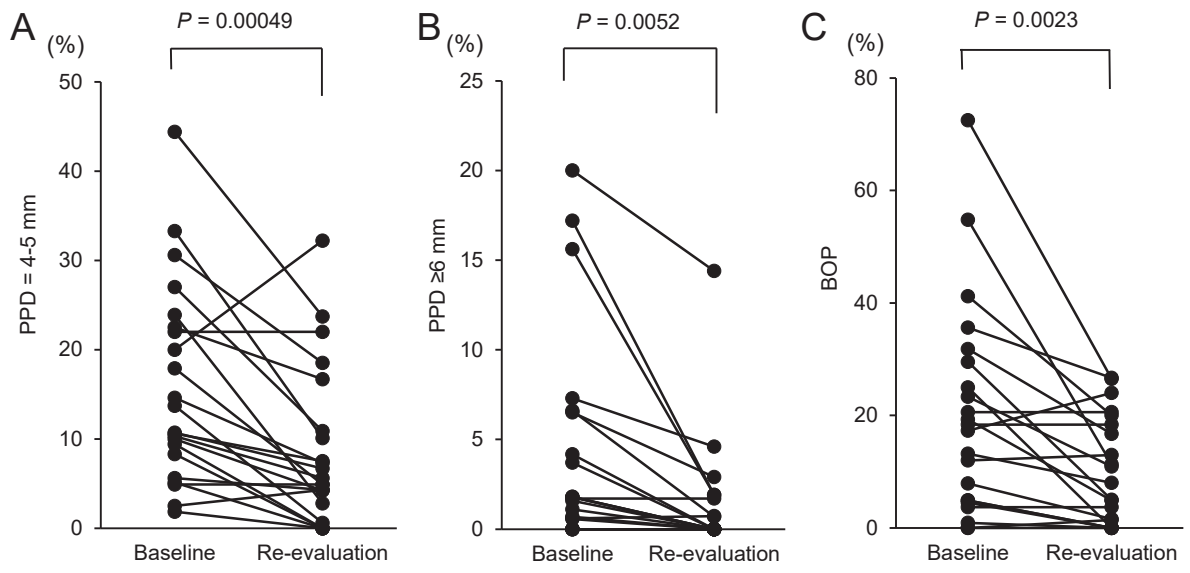 A
(%)
P = 0.00049
50
40
30
20
10
0
PPD = 4-5 mm
Baseline
Re-evaluation
B
(%)
P = 0.0052
25
20
15
10
5
0
PPD ≥6 mm
Baseline
Re-evaluation
C
(%)
P = 0.0023
80
60
40
20
0
BOP
Baseline
Re-evaluation